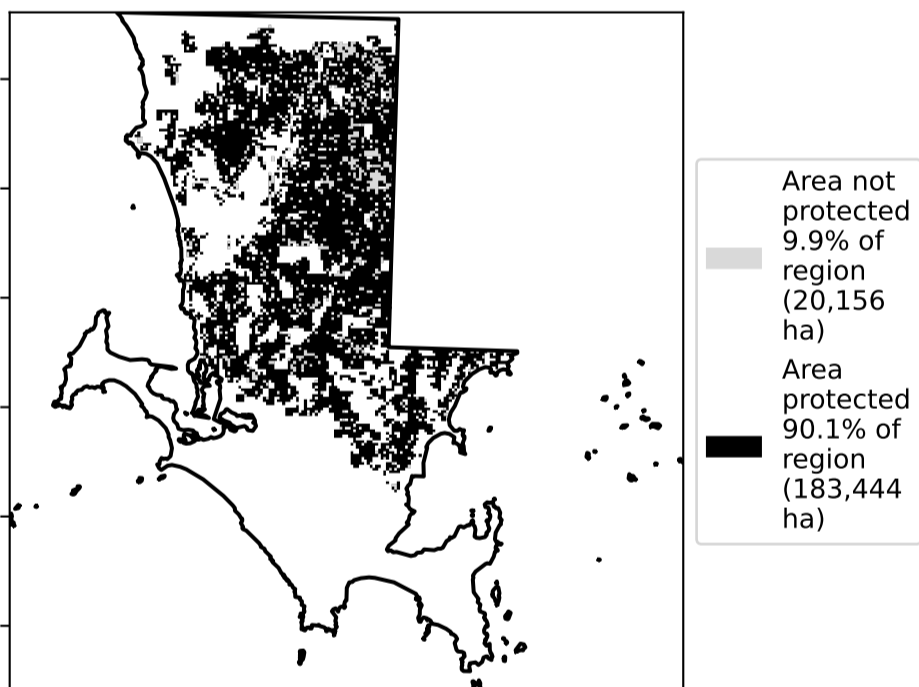 Area not
protected
9.9% of
region
(20,156
ha)
Area
protected
90.1% of
region
(183,444
ha)